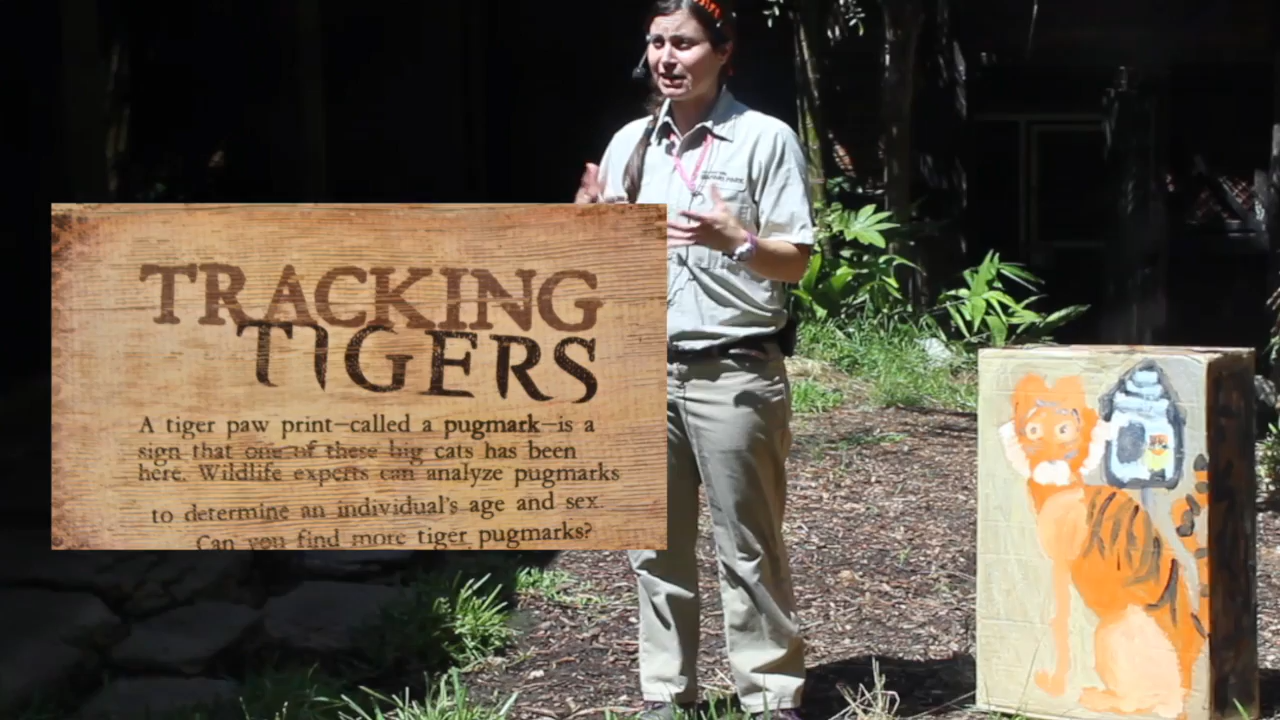 TRACKING
TIGERS
A tiger paw print—called a pugmark—is a
sign that one of these big cats has been
here. Wildlife experts can analyze pugmarks
to determine an individual's age and sex.
Can you find more tiger pugmarks?